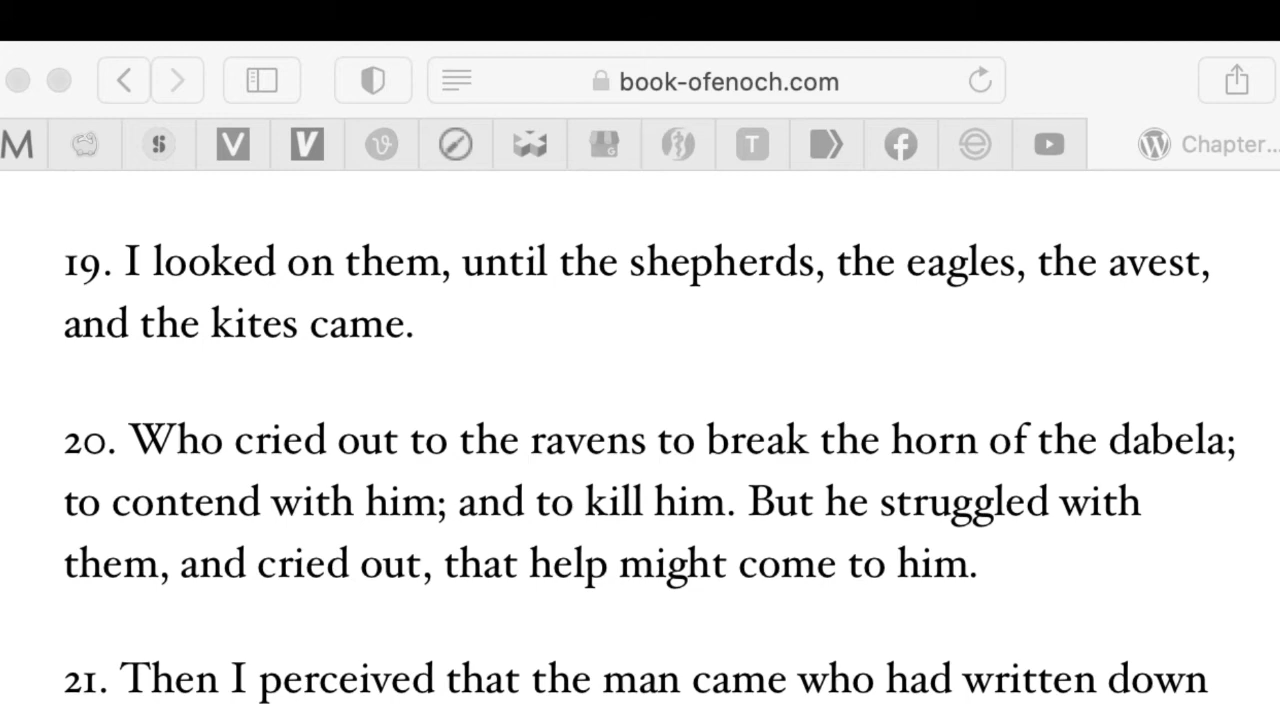 book-ofenoch.com
M $ V V T G Chapter...
19. I looked on them, until the shepherds, the eagles, the avest,
and the kites came.
20. Who cried out to the ravens to break the horn of the dabela;
to contend with him; and to kill him. But he struggled with
them, and cried out, that help might come to him.
21. Then I perceived that the man came who had written down